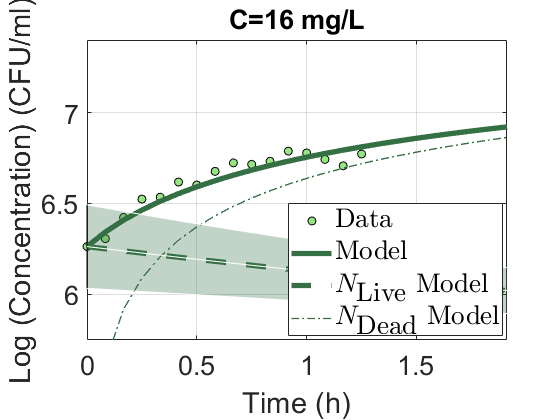 C=16 mg/L
Log (Concentration) (CFU/ml)
7
6.5
6
0
0.5
1
1.5
Time (h)
Data
Model
N_Live Model
N_Dead Model